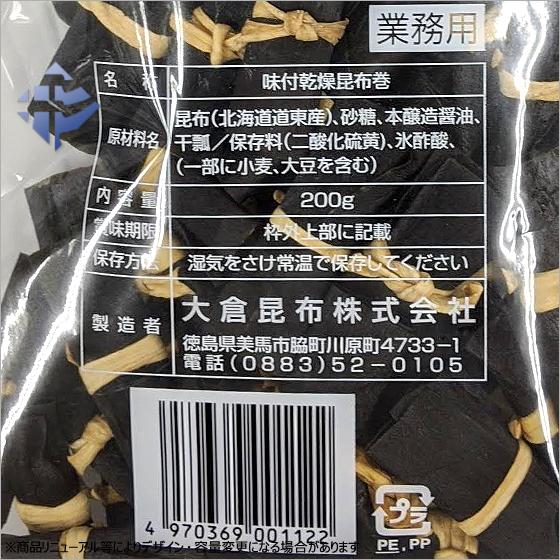 業務用
名称 味付乾燥昆布巻
原材料名 昆布(北海道道東産)、砂糖、本醸造醤油、
干瓢／保存料(二酸化硫黄)、氷酢酸、
(一部に小麦、大豆を含む)
内容量 200g
賞味期限 枠外上部に記載
保存方法 湿気をさけ常温で保存してください
製造者 大倉昆布株式会社
徳島県美馬市脇町川原町4733−1
電話(0883)52−0105
4 970369 001122
プラ
PE,PP
※商品リニューアル等によりデザイン・容量変更になる場合があります